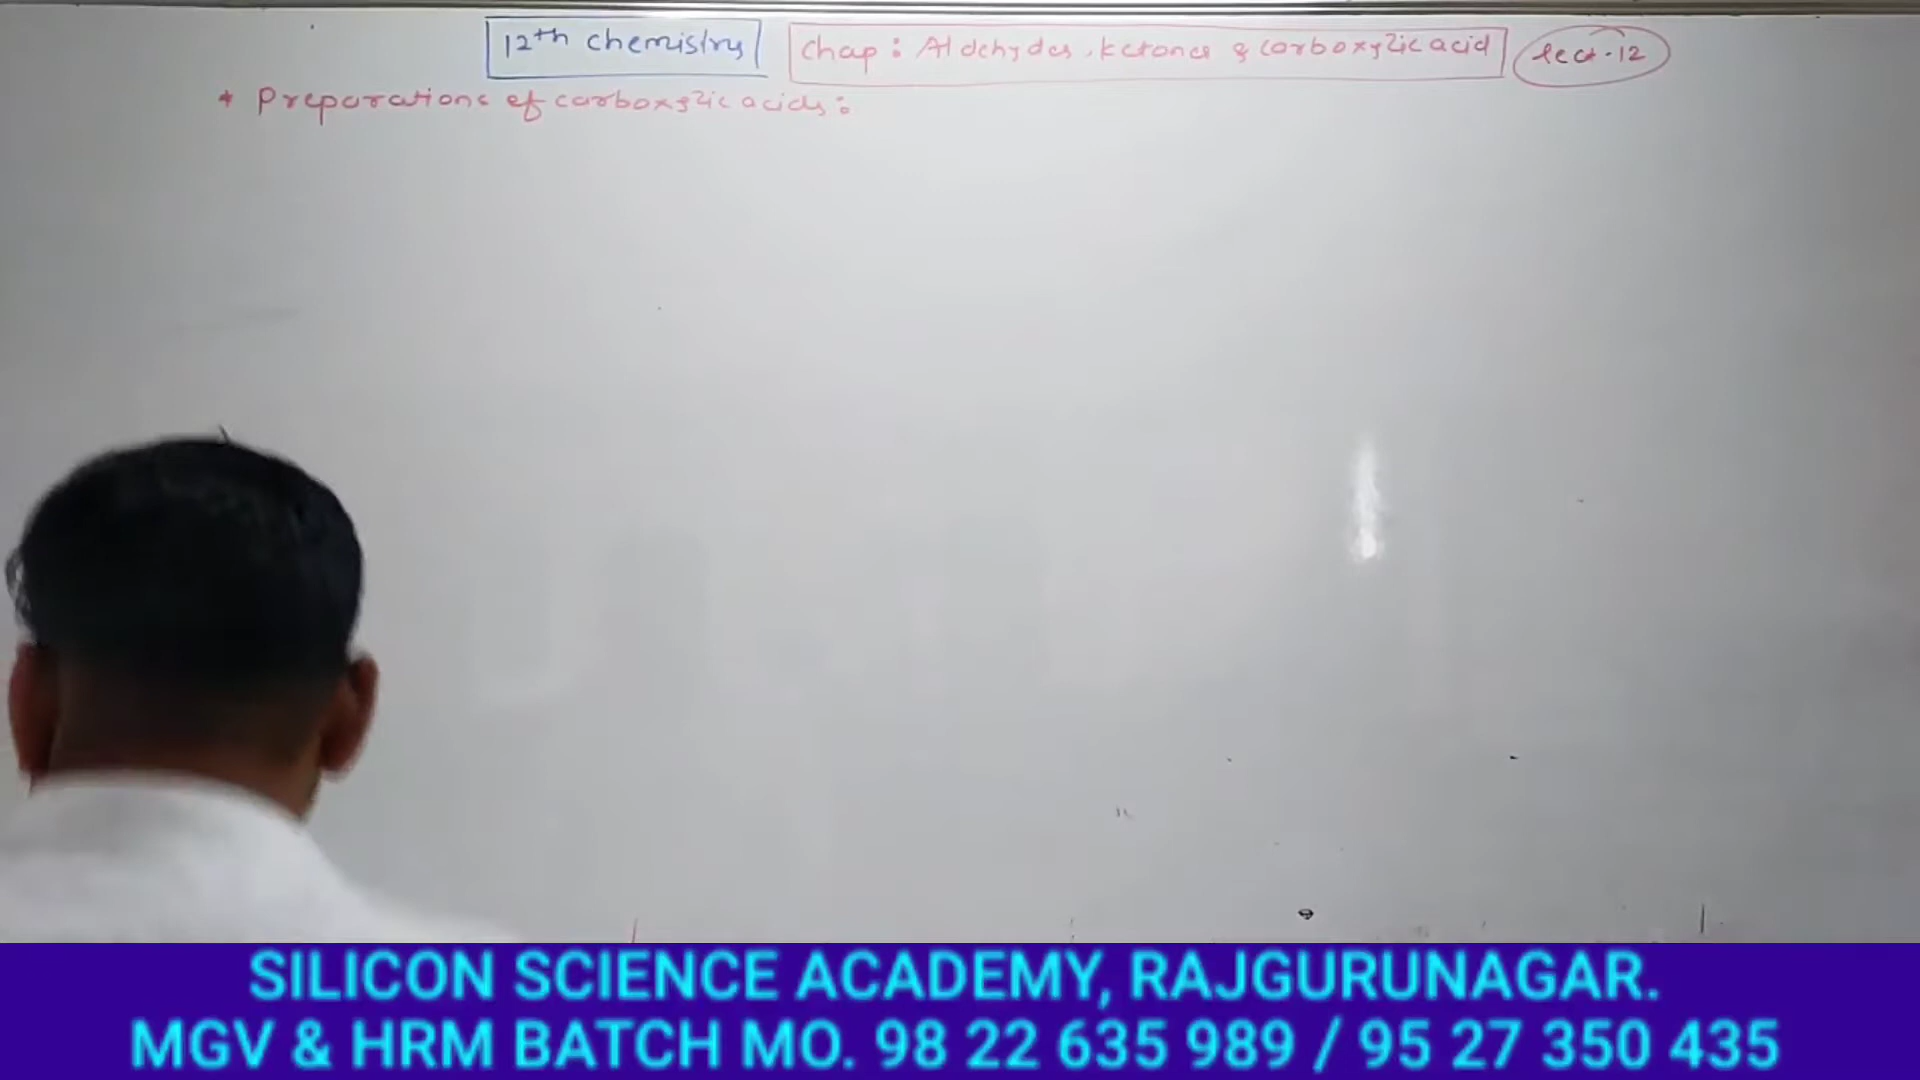 12th chemistry chap: Aldehydes, ketones & carboxylic acid lect-12
* Preparations of carboxylic acids:
SILICON SCIENCE ACADEMY, RAJGURUNAGAR.
MGV & HRM BATCH MO. 98 22 635 989 / 95 27 350 435